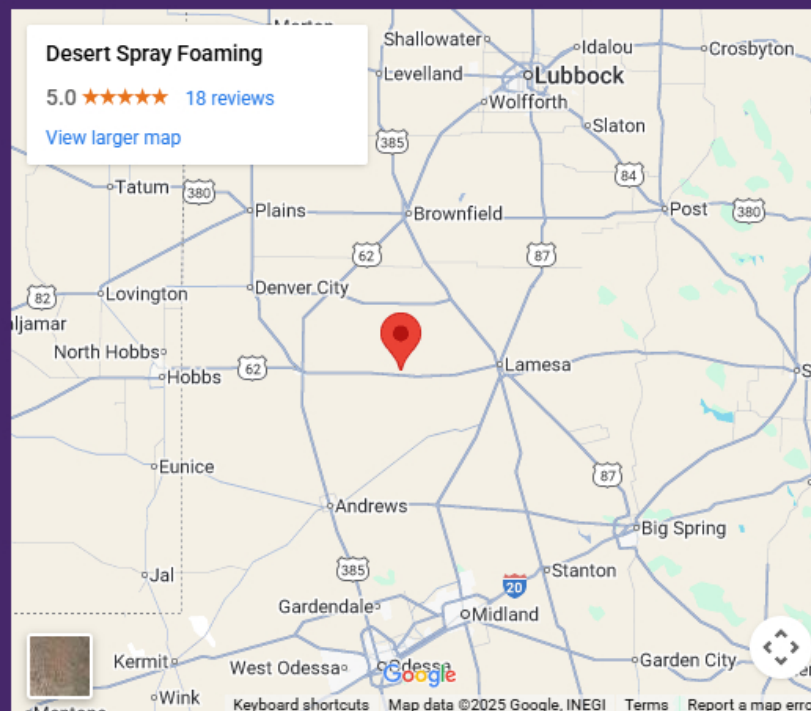 Desert Spray Foaming
5.0 ★★★★★ 18 reviews
View larger map
Shallowater
Idalou
Crosbyton
Levelland
Lubbock
Wolfforth
385
Slaton
84
Tatum
380
Plains
Brownfield
Post
380
62
87
82
Lovington
Denver City
North Hobbs
Hobbs
62
Lamesa
Eunice
87
Andrews
Big Spring
385
Jal
Stanton
20
Gardendale
Midland
Kermit
West Odessa
Odessa
Google
Garden City
Wink
Keyboard shortcuts Map data ©2025 Google, INEGI Terms Report a map